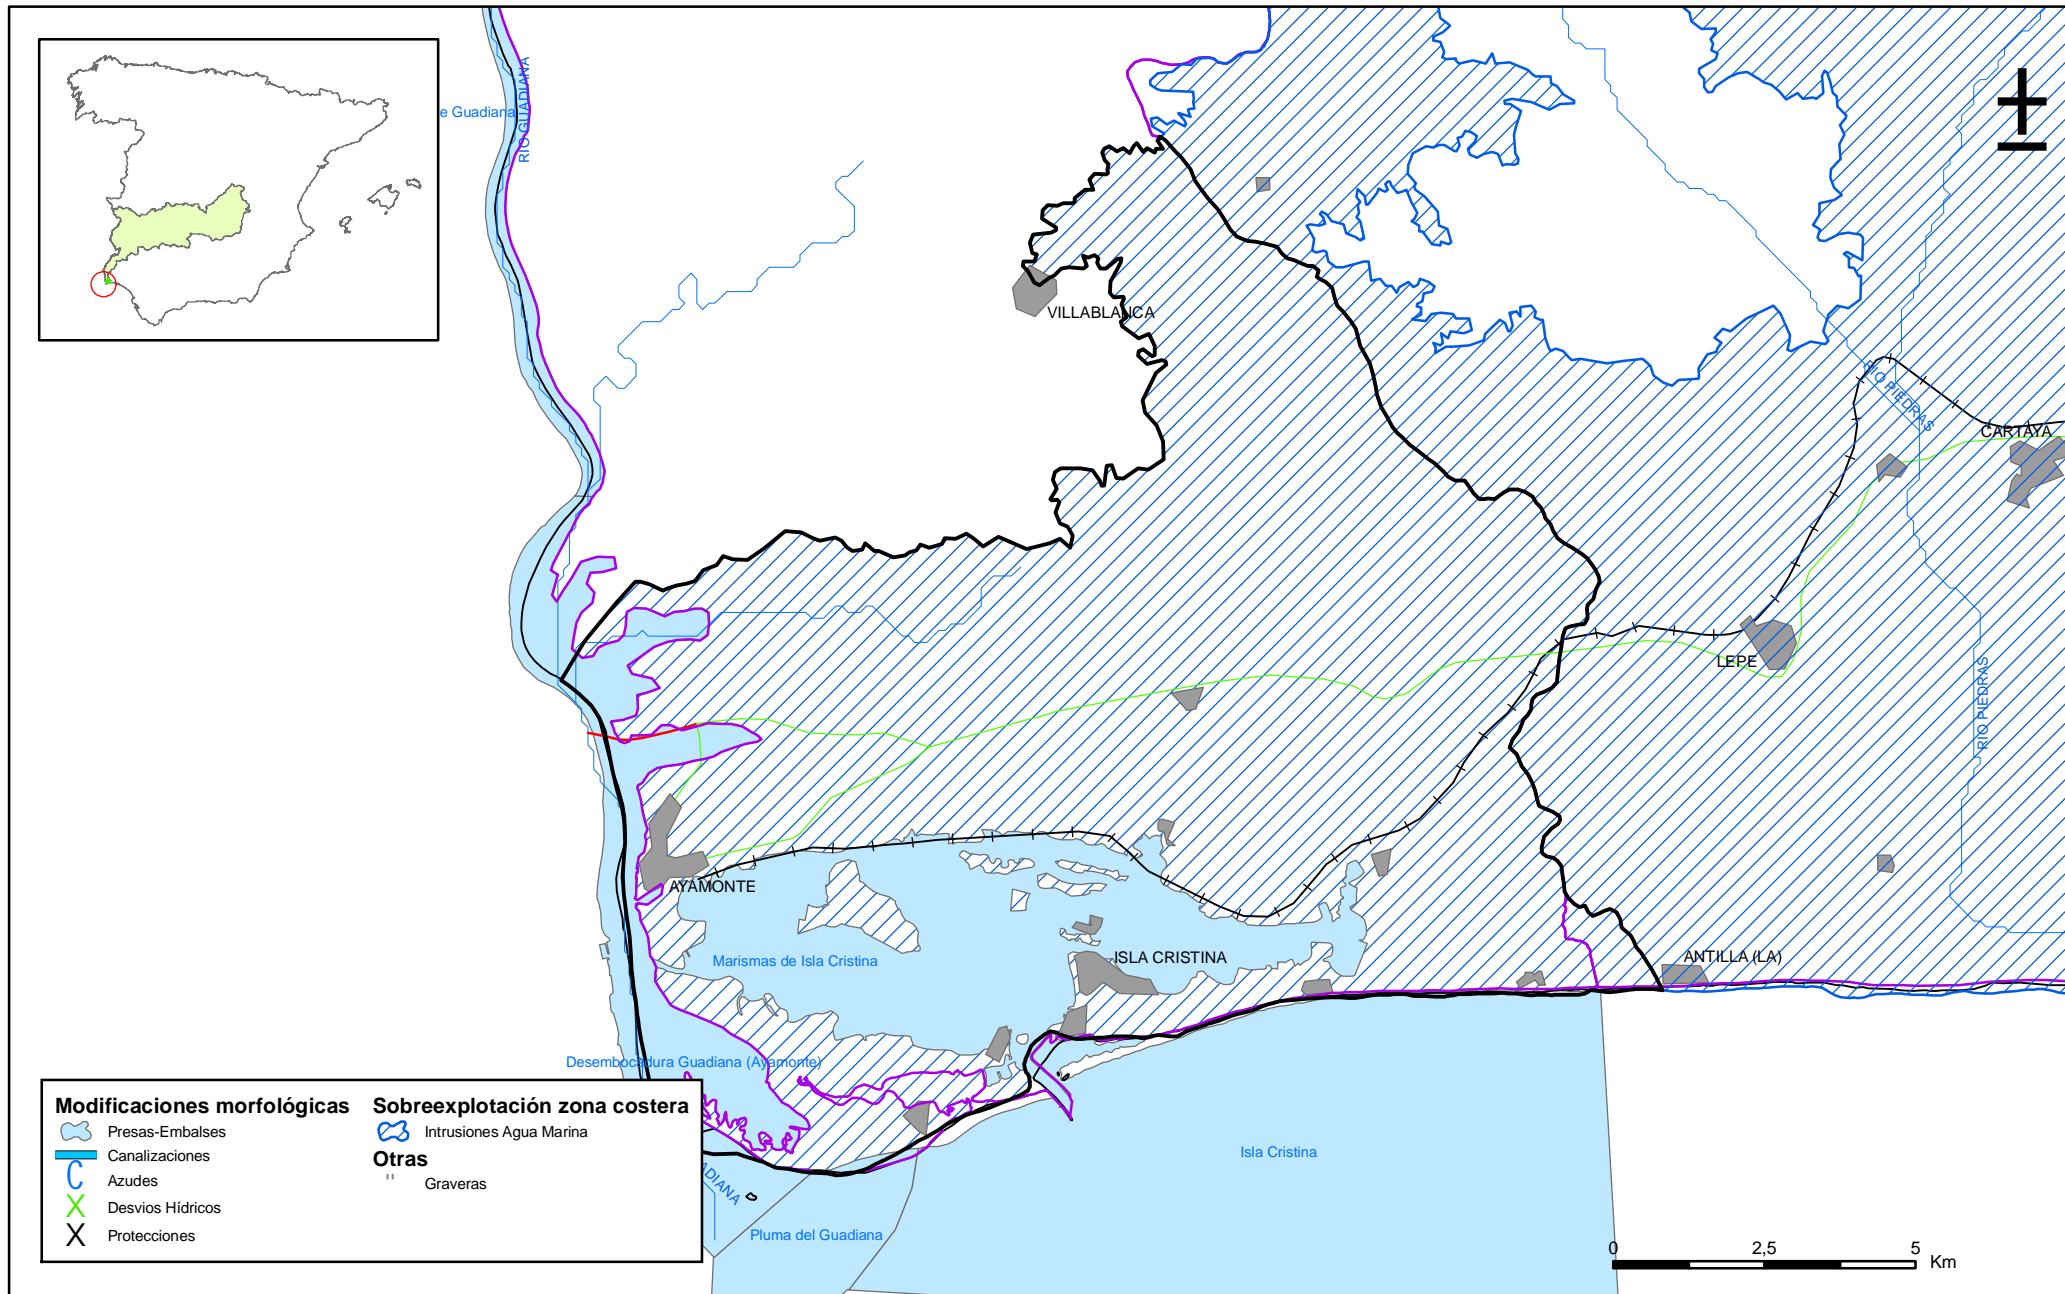 e Guadiana
RIO GUADIANA
VILLABLANCA
RIO PIEDRAS
CARTAYA
LEPE
RIO PIEDRAS
AYAMONTE
ISLA CRISTINA
ANTILLA (LA)
Marismas de Isla Cristina
Desembocadura Guadiana (Ayamonte)
Isla Cristina
ADIANA
Pluma del Guadiana
Modificaciones morfológicas
Presas-Embalses
Canalizaciones
Azudes
Desvios Hídricos
Protecciones
Sobreexplotación zona costera
Intrusiones Agua Marina
Otras
Graveras
0 2,5 5
Km